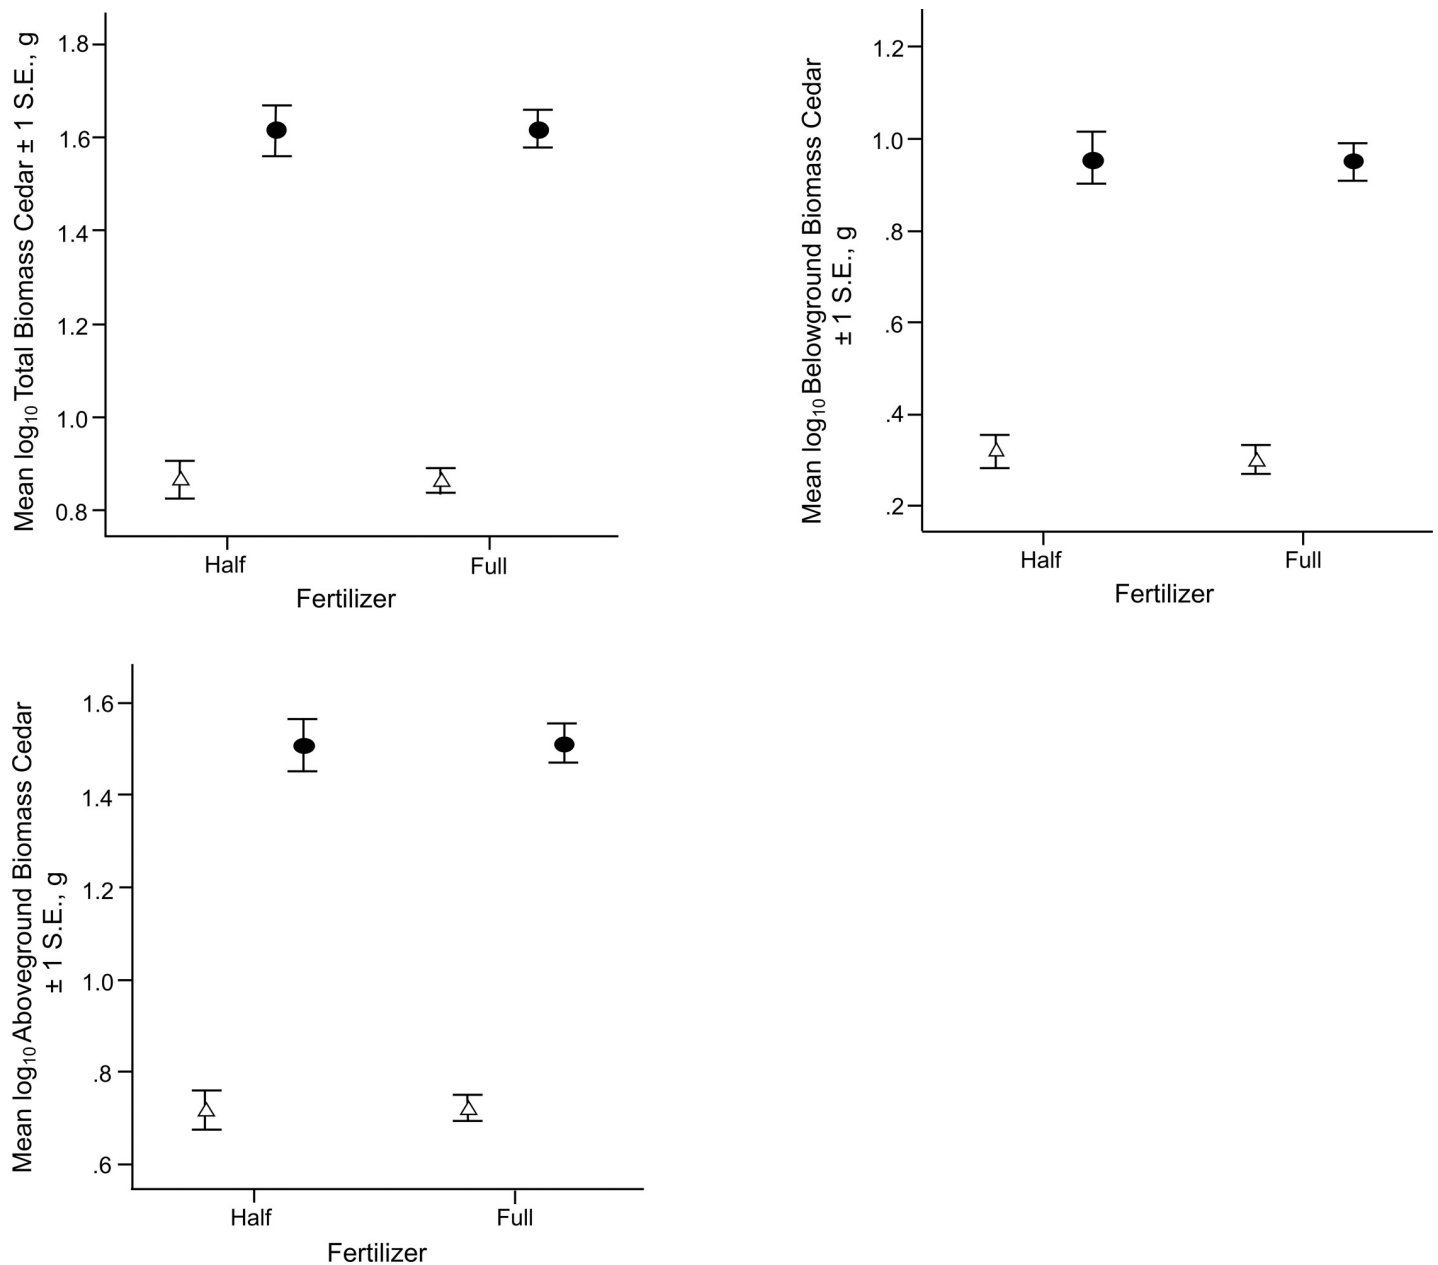 Mean log10 Total Biomass Cedar ± 1 S.E., g
1.8
1.6
1.4
1.2
1.0
0.8
Half
Full
Fertilizer
Mean log10 Belowground Biomass Cedar
± 1 S.E., g
1.2
1.0
.8
.6
.4
.2
Half
Full
Fertilizer
Mean log10 Aboveground Biomass Cedar
± 1 S.E., g
1.6
1.4
1.2
1.0
.8
.6
Half
Full
Fertilizer